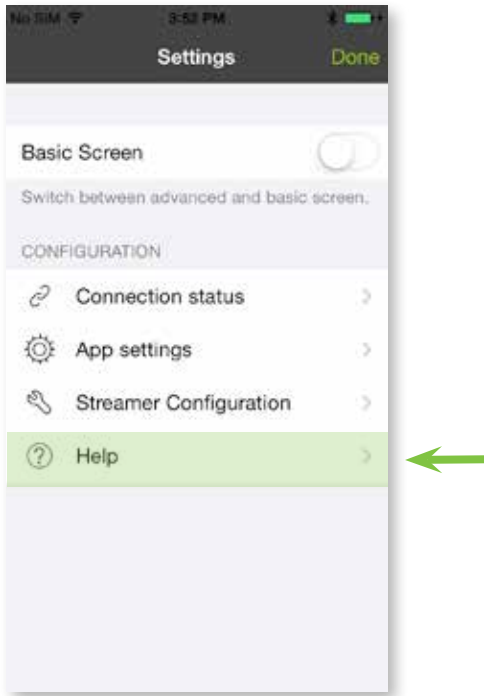 No SIM 3:52 PM
Settings Done
Basic Screen
Switch between advanced and basic screen.
CONFIGURATION
Connection status
App settings
Streamer Configuration
Help